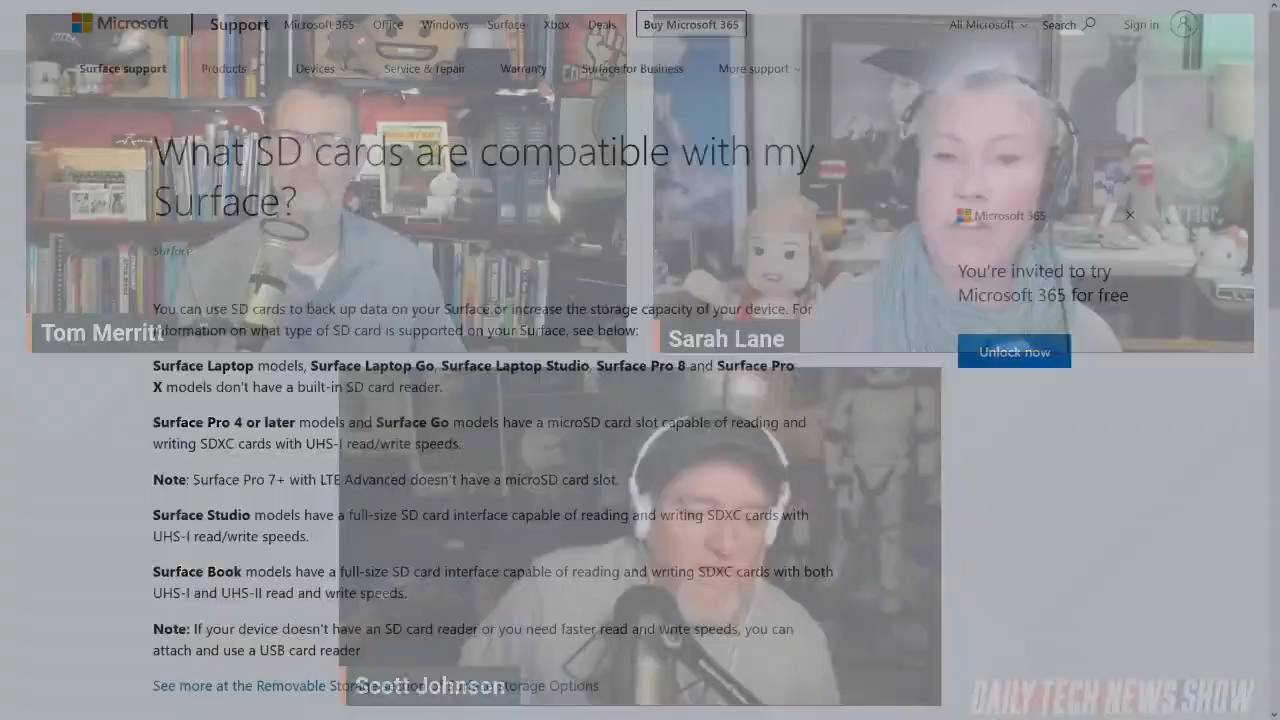 Microsoft Support Microsoft 365 Office Windows Surface Xbox Deals Buy Microsoft 365 All Microsoft Search Sign in
Surface support Products Devices Service & repair Warranty Surface for Business More support
What SD cards are compatible with my
Surface?
Surface
Microsoft 365
You're invited to try
Microsoft 365 for free
Unlock now
You can use SD cards to back up data on your Surface or increase the storage capacity of your device. For
information on what type of SD card is supported on your Surface, see below:
Tom Merritt
Sarah Lane
Surface Laptop models, Surface Laptop Go, Surface Laptop Studio, Surface Pro 8 and Surface Pro
X models don't have a built-in SD card reader.
Surface Pro 4 or later models and Surface Go models have a microSD card slot capable of reading and
writing SDXC cards with UHS-I read/write speeds.
Note: Surface Pro 7+ with LTE Advanced doesn't have a microSD card slot.
Surface Studio models have a full-size SD card interface capable of reading and writing SDXC cards with
UHS-I read/write speeds.
Surface Book models have a full-size SD card interface capable of reading and writing SDXC cards with both
UHS-I and UHS-II read and write speeds.
Note: If your device doesn't have an SD card reader or you need faster read and write speeds, you can
attach and use a USB card reader
See more at the Removable Storage section of Surface Storage Options
Scott Johnson
DAILY TECH NEWS SHOW